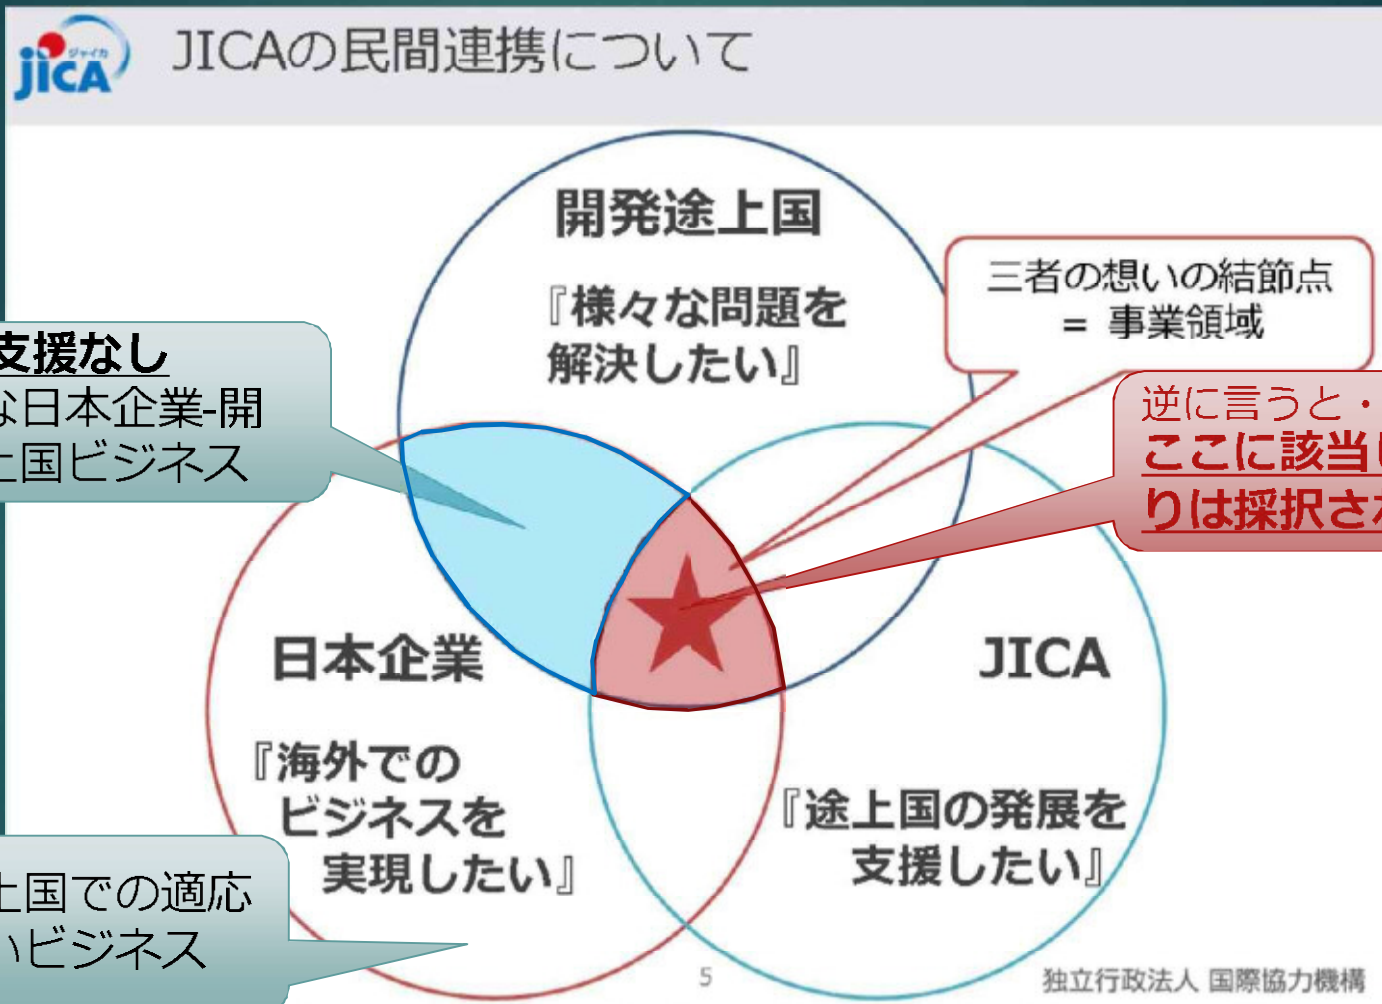 ジャイカ
jICA
JICAの民間連携について
開発途上国
『様々な問題を
解決したい』
三者の想いの結節点
= 事業領域
支援なし
な日本企業-開
上国ビジネス
逆に言うと・
ここに該当し
りは採択さ
日本企業
『海外での
ビジネスを
実現したい』
JICA
『途上国の発展を
支援したい』
上国での適応
いビジネス
5
独立行政法人 国際協力機構